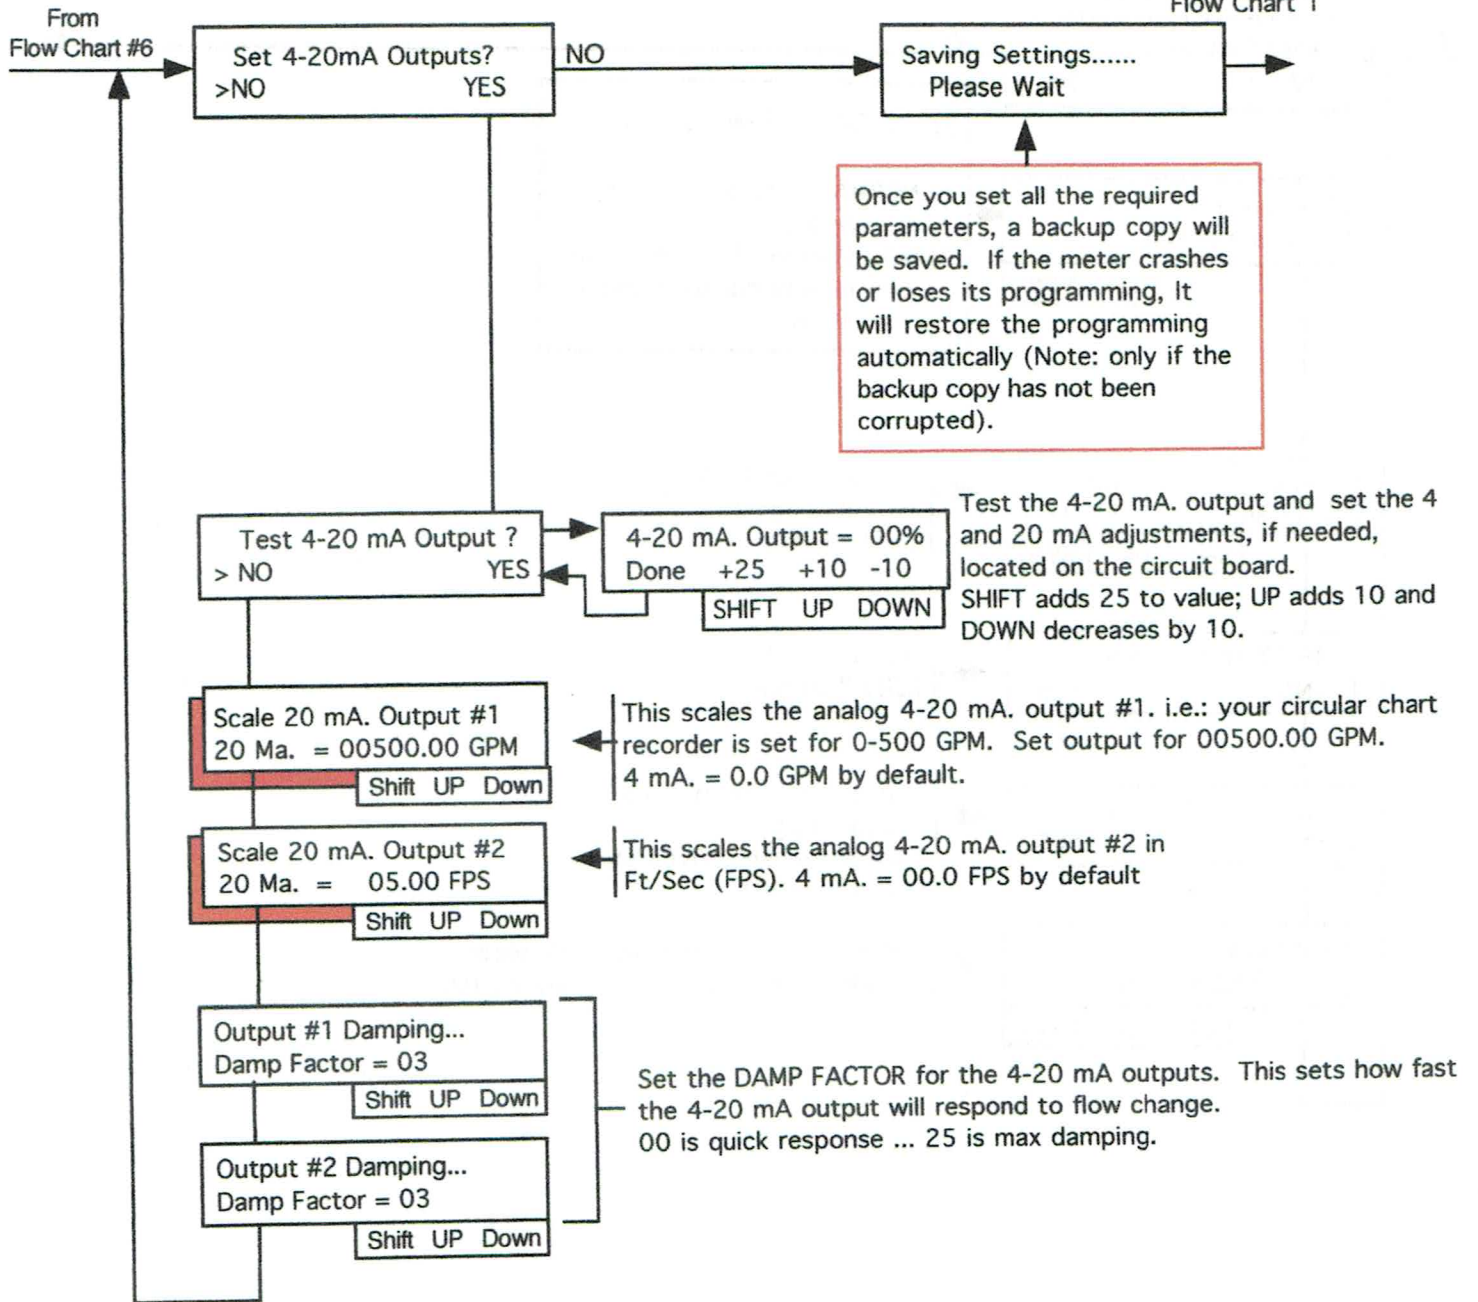 Flow Chart 1
From
Flow Chart #6
Set 4-20mA Outputs?
>NO YES
NO
Saving Settings......
Please Wait
Once you set all the required
parameters, a backup copy will
be saved. If the meter crashes
or loses its programming, It
will restore the programming
automatically (Note: only if the
backup copy has not been
corrupted).
Test 4-20 mA Output ?
> NO YES
4-20 mA. Output = 00%
Done +25 +10 -10
SHIFT UP DOWN
Test the 4-20 mA. output and set the 4
and 20 mA adjustments, if needed,
located on the circuit board.
SHIFT adds 25 to value; UP adds 10 and
DOWN decreases by 10.
Scale 20 mA. Output #1
20 Ma. = 00500.00 GPM
Shift UP Down
This scales the analog 4-20 mA. output #1. i.e.: your circular chart
recorder is set for 0-500 GPM. Set output for 00500.00 GPM.
4 mA. = 0.0 GPM by default.
Scale 20 mA. Output #2
20 Ma. = 05.00 FPS
Shift UP Down
This scales the analog 4-20 mA. output #2 in
Ft/Sec (FPS). 4 mA. = 00.0 FPS by default
Output #1 Damping...
Damp Factor = 03
Shift UP Down
Output #2 Damping...
Damp Factor = 03
Shift UP Down
Set the DAMP FACTOR for the 4-20 mA outputs. This sets how fast
the 4-20 mA output will respond to flow change.
00 is quick response ... 25 is max damping.